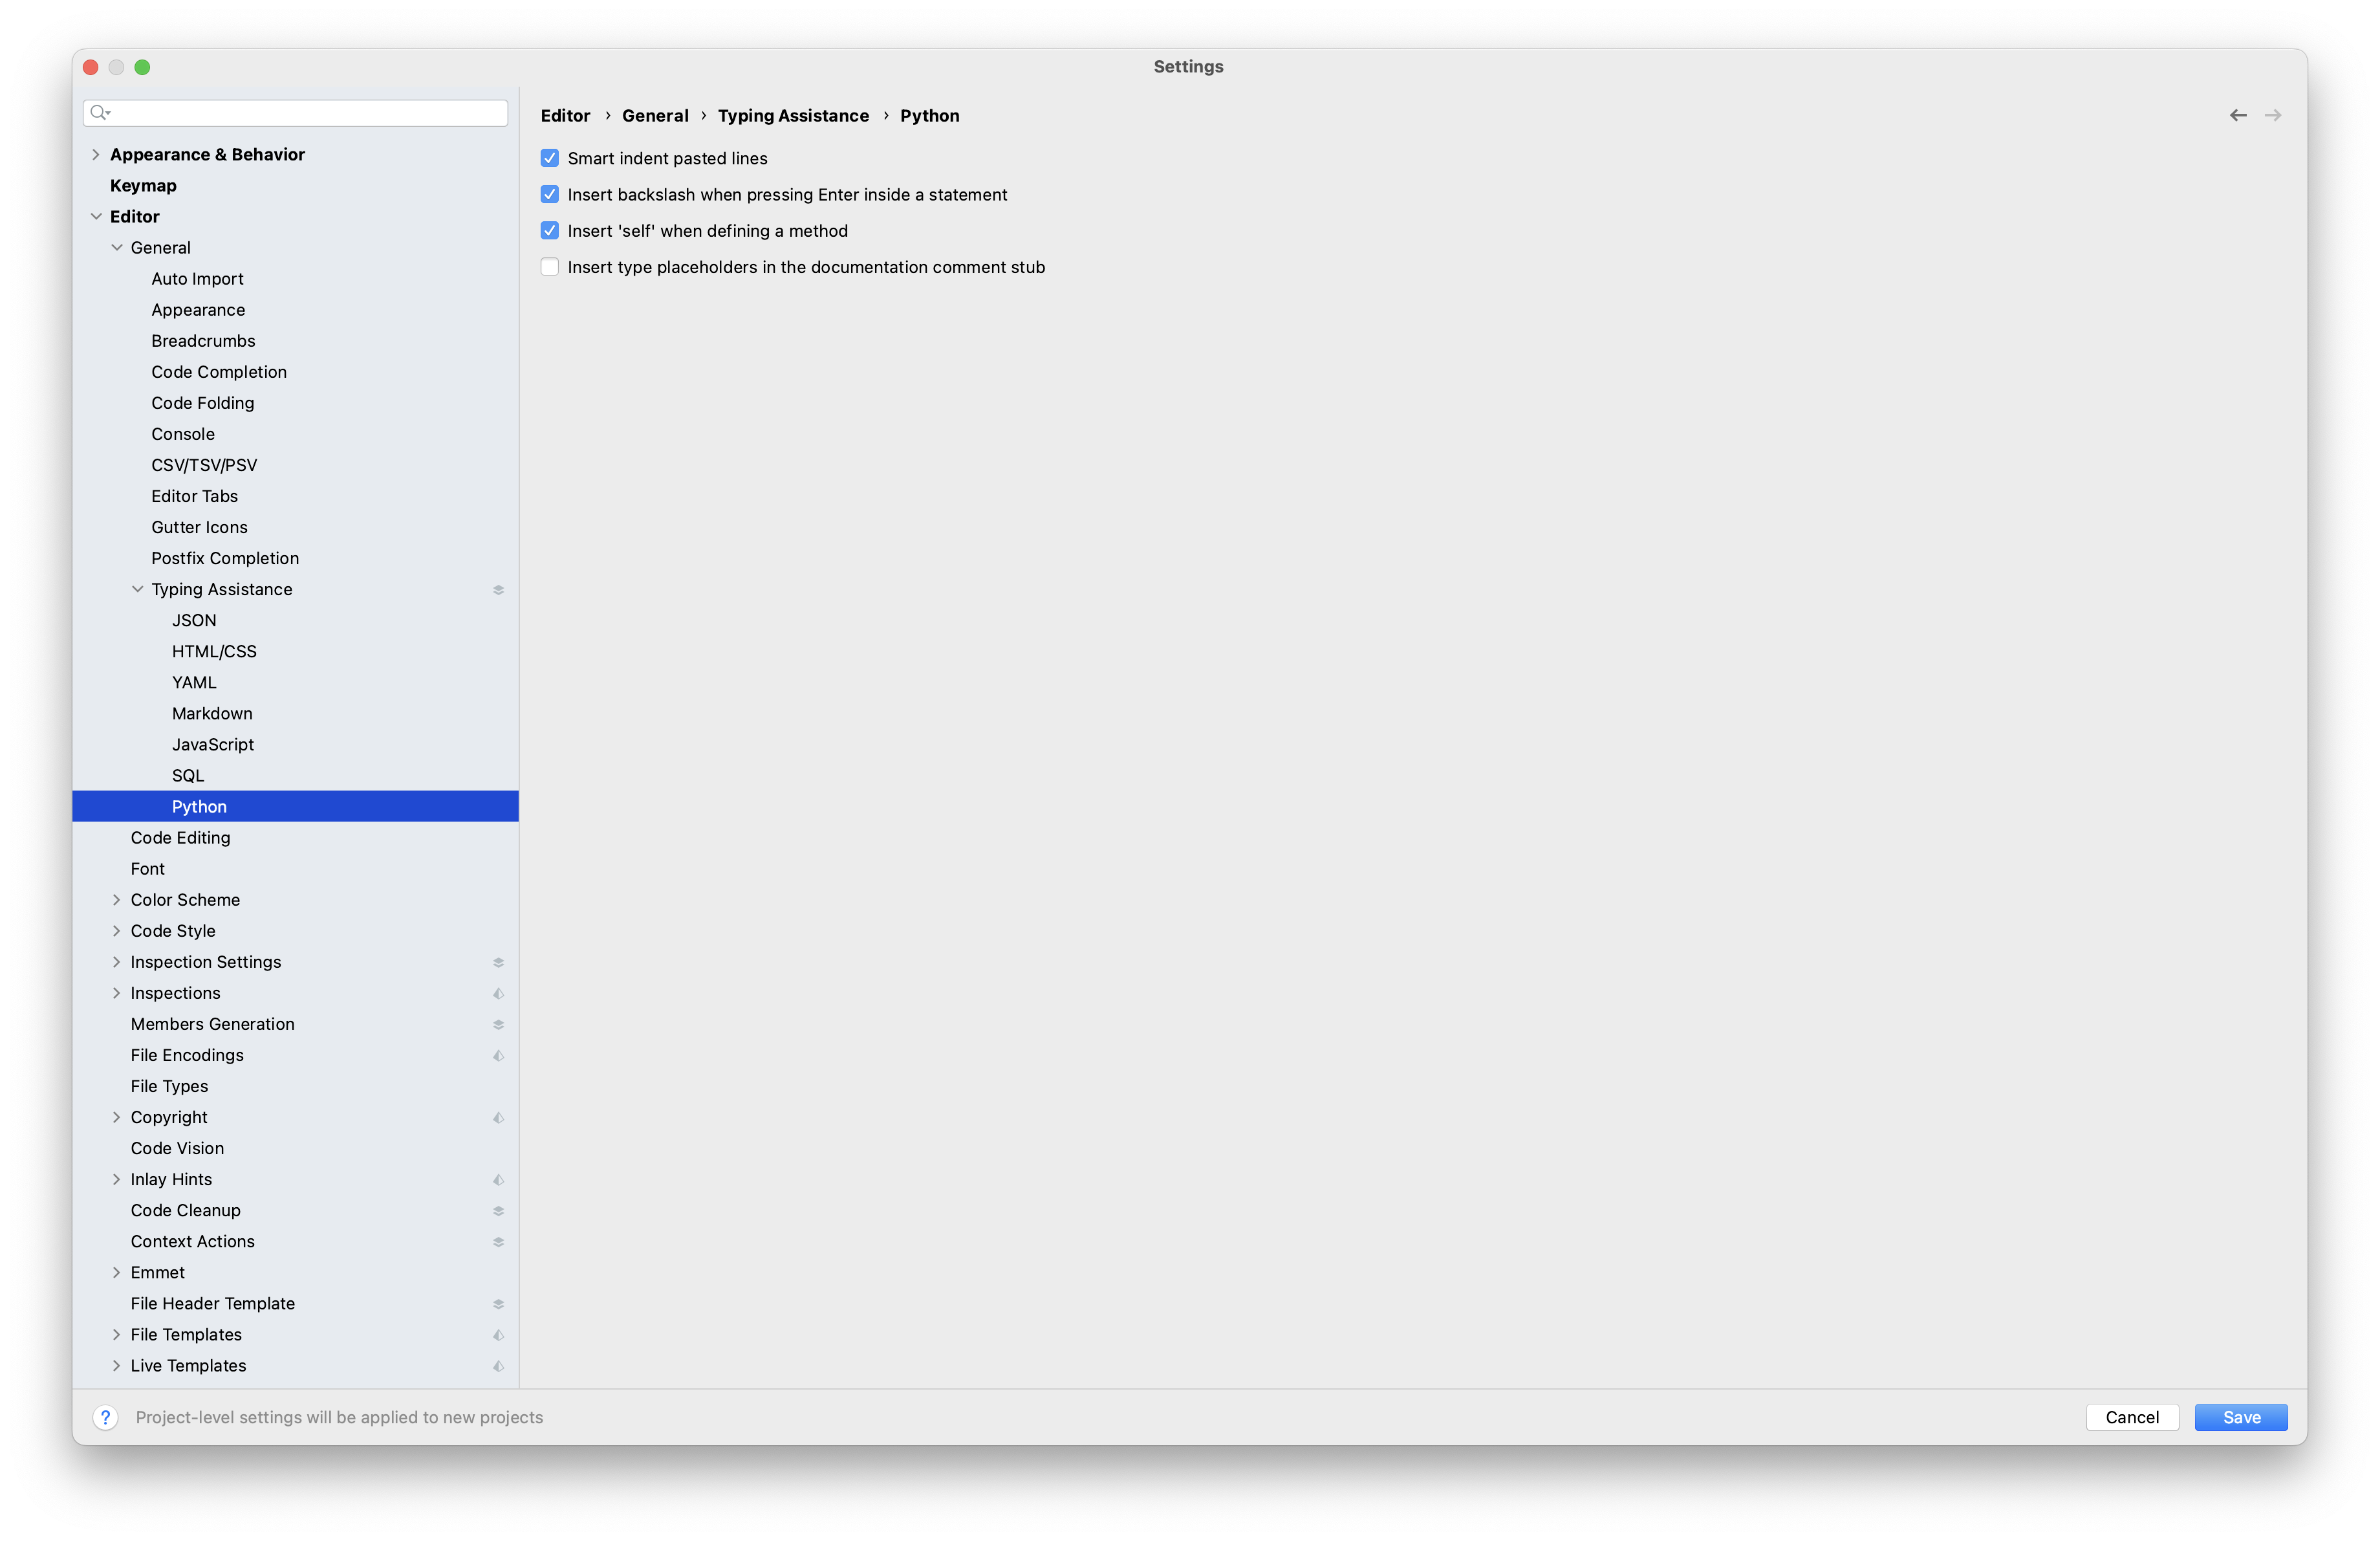 Settings
Appearance & Behavior
Keymap
Editor
General
Auto Import
Appearance
Breadcrumbs
Code Completion
Code Folding
Console
CSV/TSV/PSV
Editor Tabs
Gutter Icons
Postfix Completion
Typing Assistance
JSON
HTML/CSS
YAML
Markdown
JavaScript
SQL
Python
Code Editing
Font
Color Scheme
Code Style
Inspection Settings
Inspections
Members Generation
File Encodings
File Types
Copyright
Code Vision
Inlay Hints
Code Cleanup
Context Actions
Emmet
File Header Template
File Templates
Live Templates
Editor › General › Typing Assistance › Python
Smart indent pasted lines
Insert backslash when pressing Enter inside a statement
Insert 'self' when defining a method
Insert type placeholders in the documentation comment stub
? Project-level settings will be applied to new projects
Cancel
Save